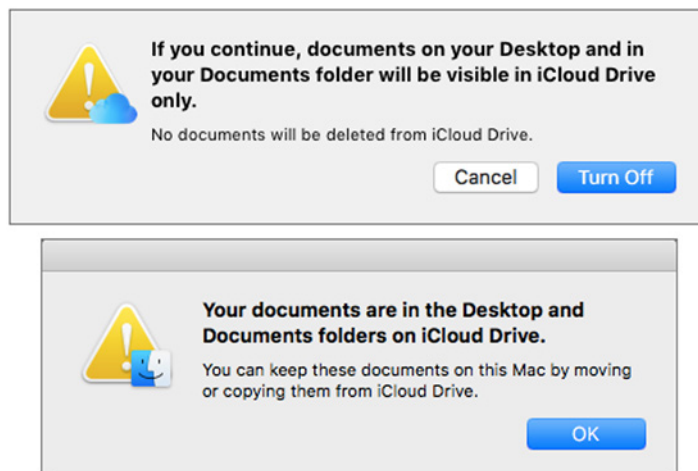 If you continue, documents on your Desktop and in
your Documents folder will be visible in iCloud Drive
only.
No documents will be deleted from iCloud Drive.
Cancel
Turn Off
Your documents are in the Desktop and
Documents folders on iCloud Drive.
You can keep these documents on this Mac by moving
or copying them from iCloud Drive.
OK